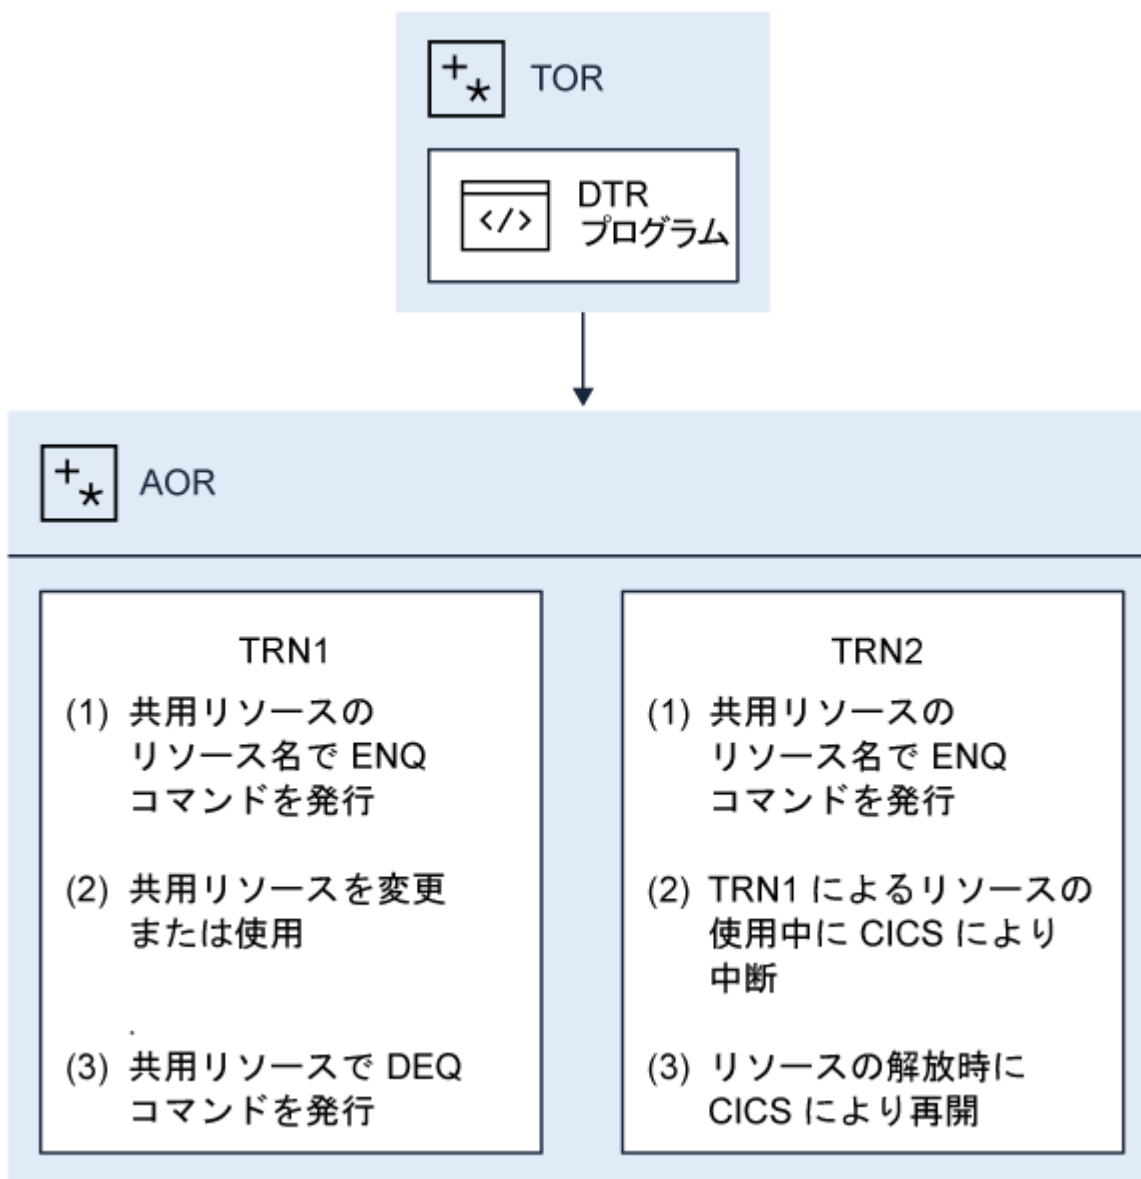 TOR
DTR
プログラム
AOR
TRN1
(1) 共用リソースの
リソース名で ENQ
コマンドを発行
(2) 共用リソースを変更
または使用
.
(3) 共用リソースで DEQ
コマンドを発行
TRN2
(1) 共用リソースの
リソース名で ENQ
コマンドを発行
(2) TRN1 によるリソースの
使用中に CICS により
中断
(3) リソースの解放時に
CICS により再開